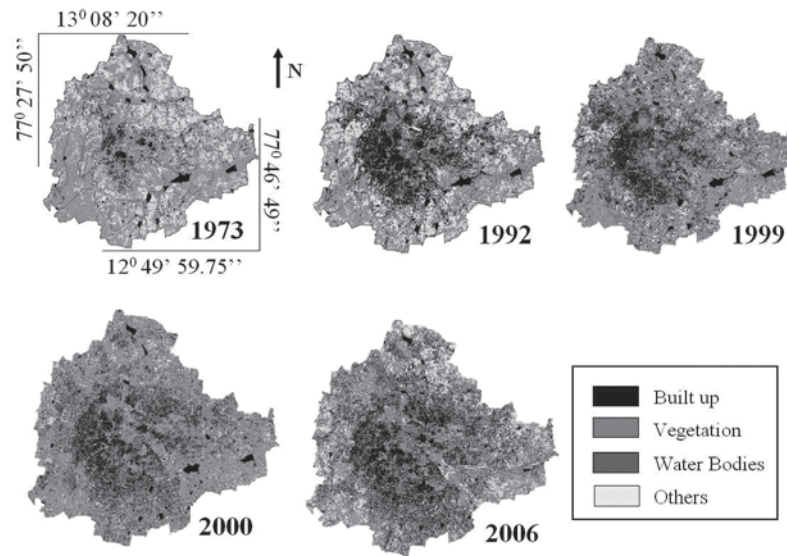 13⁰ 08’ 20’’
77⁰ 27’ 50’’
N
77⁰ 46’ 49’’
1973
12⁰ 49’ 59.75’’
1992
1999
2000
2006
Built up
Vegetation
Water Bodies
Others